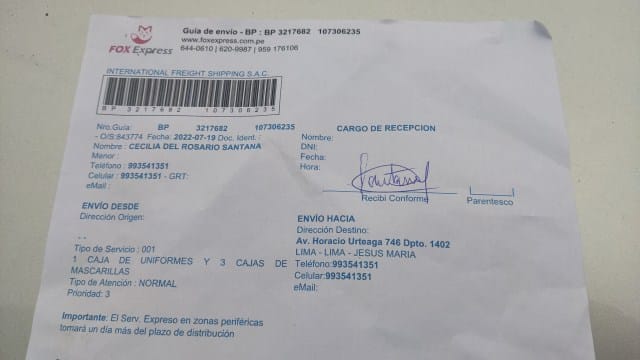 FOX Express
Guía de envío - BP : BP 3217682 107306235
www.foxexpress.com.pe
644-0610 | 620-9987 | 959 176106
INTERNATIONAL FREIGHT SHIPPING S.A.C.
BP 3217682 107306235
Nro.Guía: BP 3217682 107306235
- O/S:843774 Fecha: 2022-07-19 Doc. Ident.:
Nombre : CECILIA DEL ROSARIO SANTANA
Menor :
Teléfono : 993541351
Celular : 993541351 - GRT:
eMail :
CARGO DE RECEPCION
Nombre:
DNI:
Fecha:
Hora:
Recibi Conforme
Parentesco
ENVÍO DESDE
Dirección Origen:
- -
Tipo de Servicio : 001
1 CAJA DE UNIFORMES Y 3 CAJAS DE
MASCARILLAS
Tipo de Atención : NORMAL
Prioridad: 3
ENVÍO HACIA
Dirección Destino:
Av. Horacio Urteaga 746 Dpto. 1402
LIMA - LIMA - JESUS MARIA
Teléfono:993541351
Celular:993541351
eMail:
Importante: El Serv. Expreso en zonas periféricas
tomará un día más del plazo de distribución